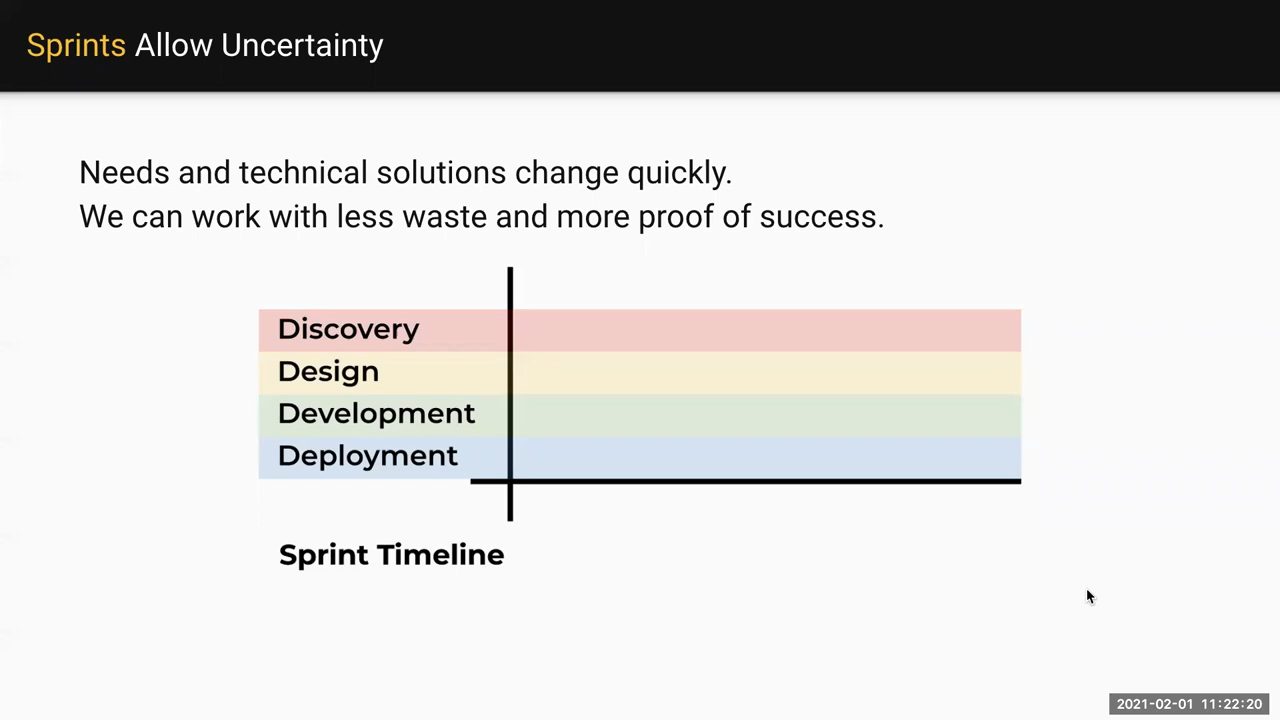 Sprints Allow Uncertainty
Needs and technical solutions change quickly.
We can work with less waste and more proof of success.
Discovery
Design
Development
Deployment
Sprint Timeline
2021-02-01 11:22:20